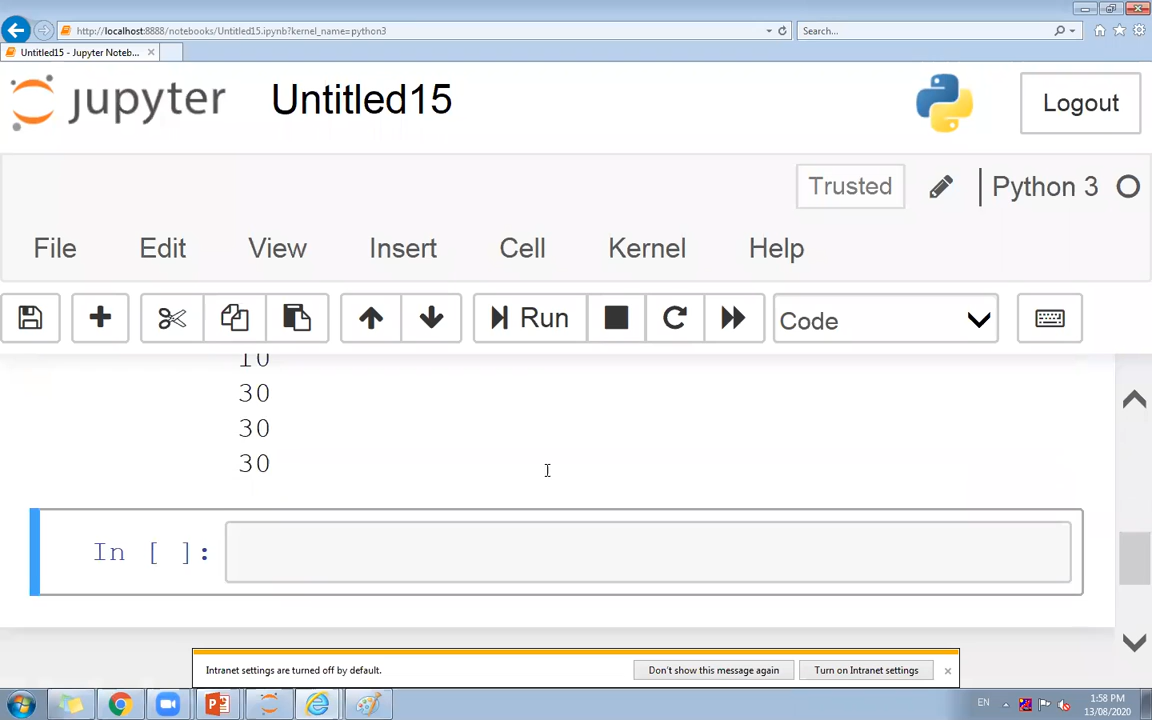 http://localhost:8888/notebooks/Untitled15.ipynb?kernel_name=python3
Search...
Untitled15 - Jupyter Noteb...
jupyter Untitled15
Logout
Trusted
Python 3
File Edit View Insert Cell Kernel Help
Run
Code
10
30
30
30
In [ ]:
Intranet settings are turned off by default.
Don't show this message again
Turn on Intranet settings
EN
1:58 PM
13/08/2020